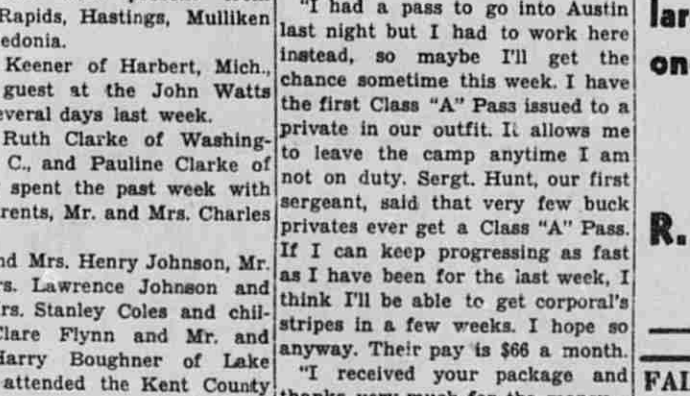 Rapids, Hastings, Mulliken
edonia.
Keener of Harbert, Mich.,
guest at the John Watts
everal days last week.
Ruth Clarke of Washing-
C., and Pauline Clarke of
spent the past week with
rents, Mr. and Mrs. Charles
nd Mrs. Henry Johnson, Mr.
rs. Lawrence Johnson and
rs. Stanley Coles and chil-
Clare Flynn and Mr. and
Harry Boughner of Lake
attended the Kent County
"I had a pass to go into Austin
last night but I had to work here
instead, so maybe I'll get the
chance sometime this week. I have
the first Class "A" Pass issued to a
private in our outfit. It allows me
to leave the camp anytime I am
not on duty. Sergt. Hunt, our first
sergeant, said that very few buck
privates ever get a Class "A" Pass.
If I can keep progressing as fast
as I have been for the last week, I
think I'll be able to get corporal's
stripes in a few weeks. I hope so
anyway. Their pay is $66 a month.
"I received your package and
lar
on
R.
FAI